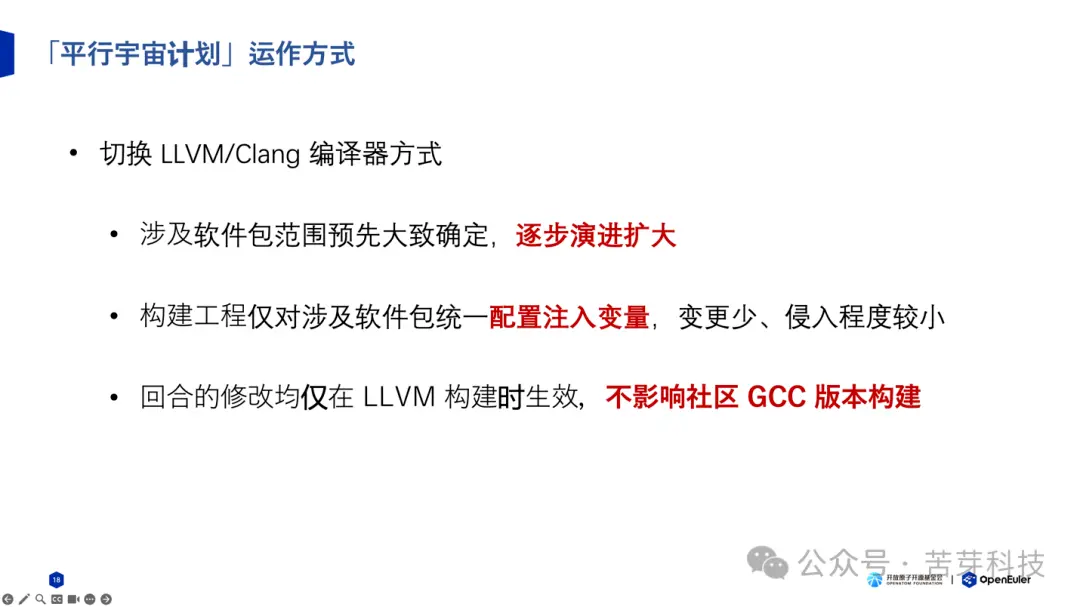 「平行宇宙计划」运作方式
• 切换 LLVM/Clang 编译器方式
• 涉及软件包范围预先大致确定，逐步演进扩大
• 构建工程仅对涉及软件包统一配置注入变量，变更少、侵入程度较小
• 回合的修改均仅在 LLVM 构建时生效，不影响社区 GCC 版本构建
18
公众号 · 苦芽科技
开放原子开源基金会
OPENATOM FOUNDATION
OpenEuler
CC